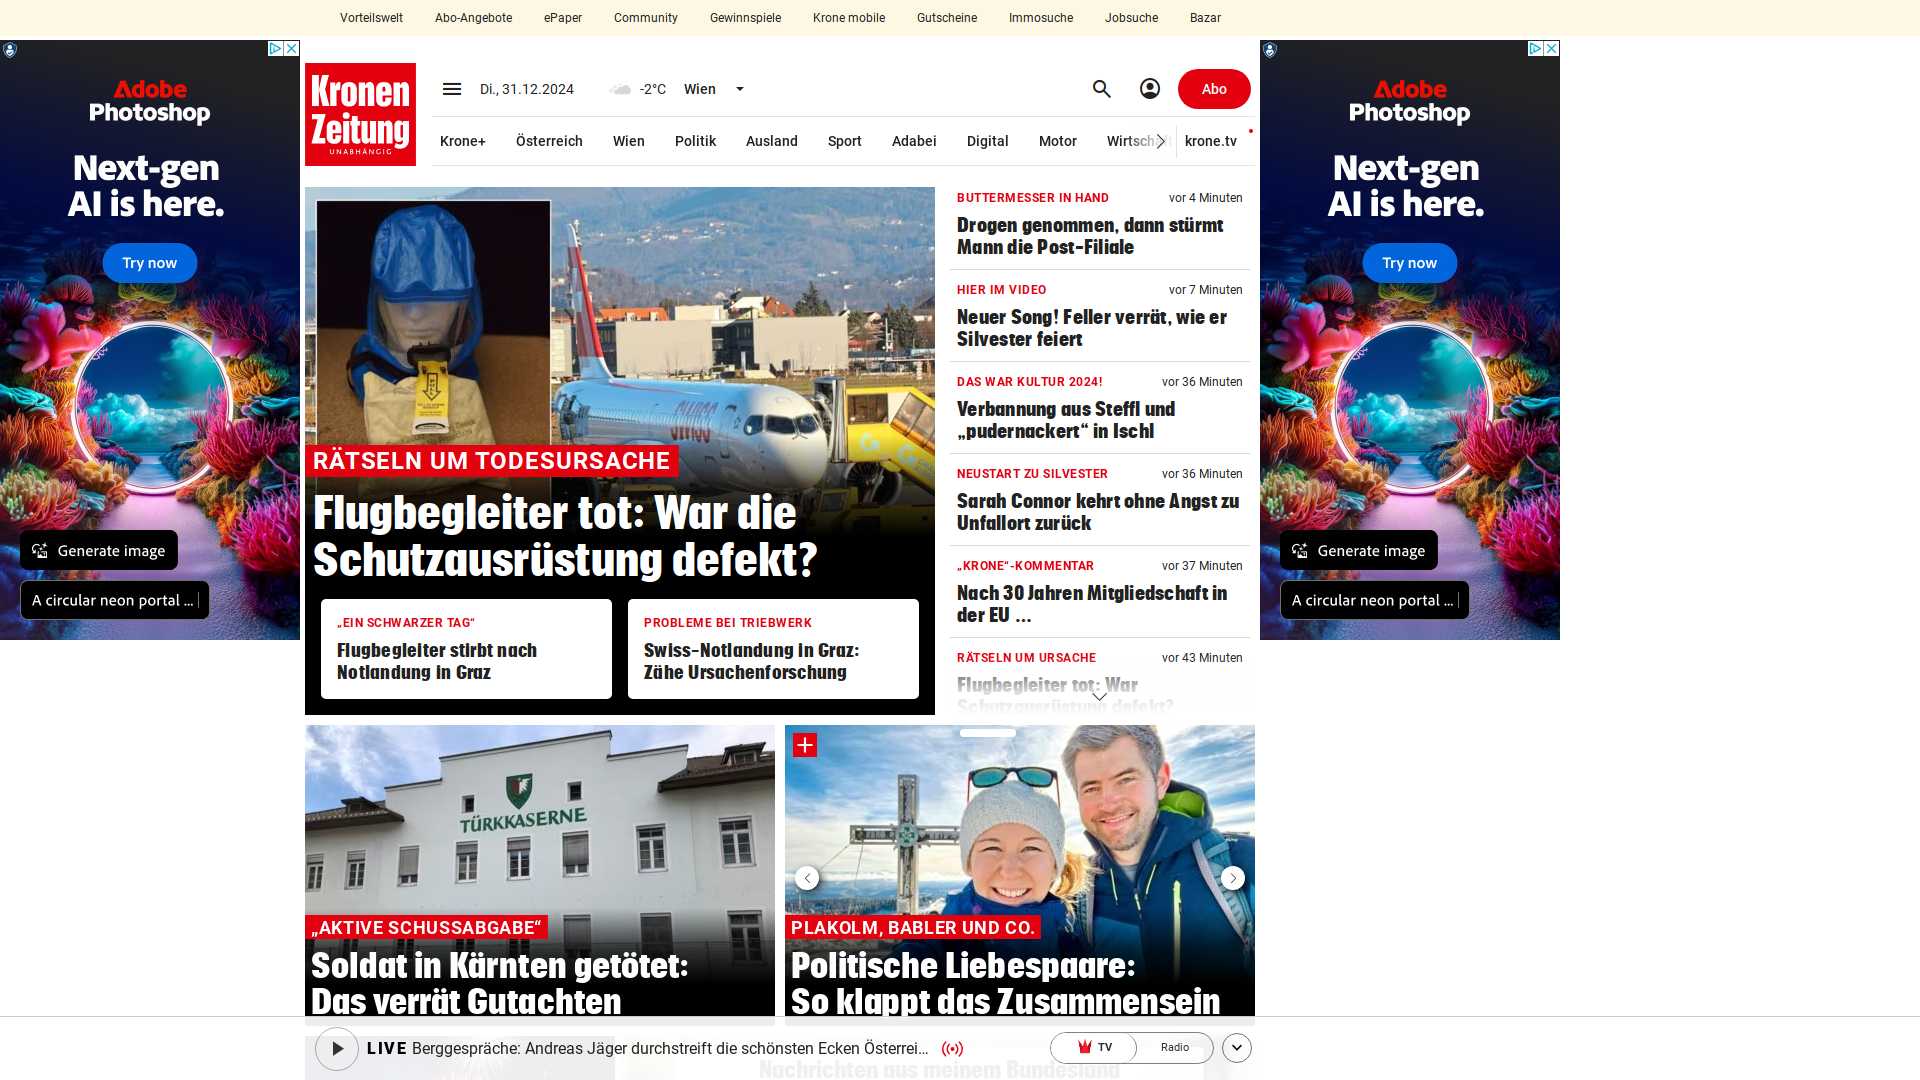 Vorteilswelt
Abo-Angebote
ePaper
Community
Gewinnspiele
Krone mobile
Gutscheine
Immosuche
Jobsuche
Bazar
Adobe
Photoshop
Next-gen
AI is here.
Try now
Generate image
A circular neon portal ...
Kronen
Zeitung
UNABHÄNGIG
Di., 31.12.2024
-2°C
Wien
Abo
Krone+
Österreich
Wien
Politik
Ausland
Sport
Adabei
Digital
Motor
Wirtschaft
krone.tv
swiss
RÄTSELN UM TODESURSACHE
Flugbegleiter tot: War die
Schutzausrüstung defekt?
„EIN SCHWARZER TAG“
Flugbegleiter stirbt nach
Notlandung in Graz
PROBLEME BEI TRIEBWERK
Swiss-Notlandung in Graz:
Zähe Ursachenforschung
BUTTERMESSER IN HAND
vor 4 Minuten
Drogen genommen, dann stürmt
Mann die Post-Filiale
HIER IM VIDEO
vor 7 Minuten
Neuer Song! Feller verrät, wie er
Silvester feiert
DAS WAR KULTUR 2024!
vor 36 Minuten
Verbannung aus Steffl und
„pudernackert“ in Ischl
NEUSTART ZU SILVESTER
vor 36 Minuten
Sarah Connor kehrt ohne Angst zu
Unfallort zurück
„KRONE“-KOMMENTAR
vor 37 Minuten
Nach 30 Jahren Mitgliedschaft in
der EU ...
RÄTSELN UM URSACHE
vor 43 Minuten
Flugbegleiter tot: War
Schutzausrüstung defekt?
Adobe
Photoshop
Next-gen
AI is here.
Try now
Generate image
A circular neon portal ...
TÜRKKASERNE
„AKTIVE SCHUSSABGABE“
Soldat in Kärnten getötet:
Das verrät Gutachten
PLAKOLM, BABLER UND CO.
Politische Liebespaare:
So klappt das Zusammensein
LIVE Berggespräche: Andreas Jäger durchstreift die schönsten Ecken Österrei...
TV
Radio
Nachrichten aus meinem Bundesland